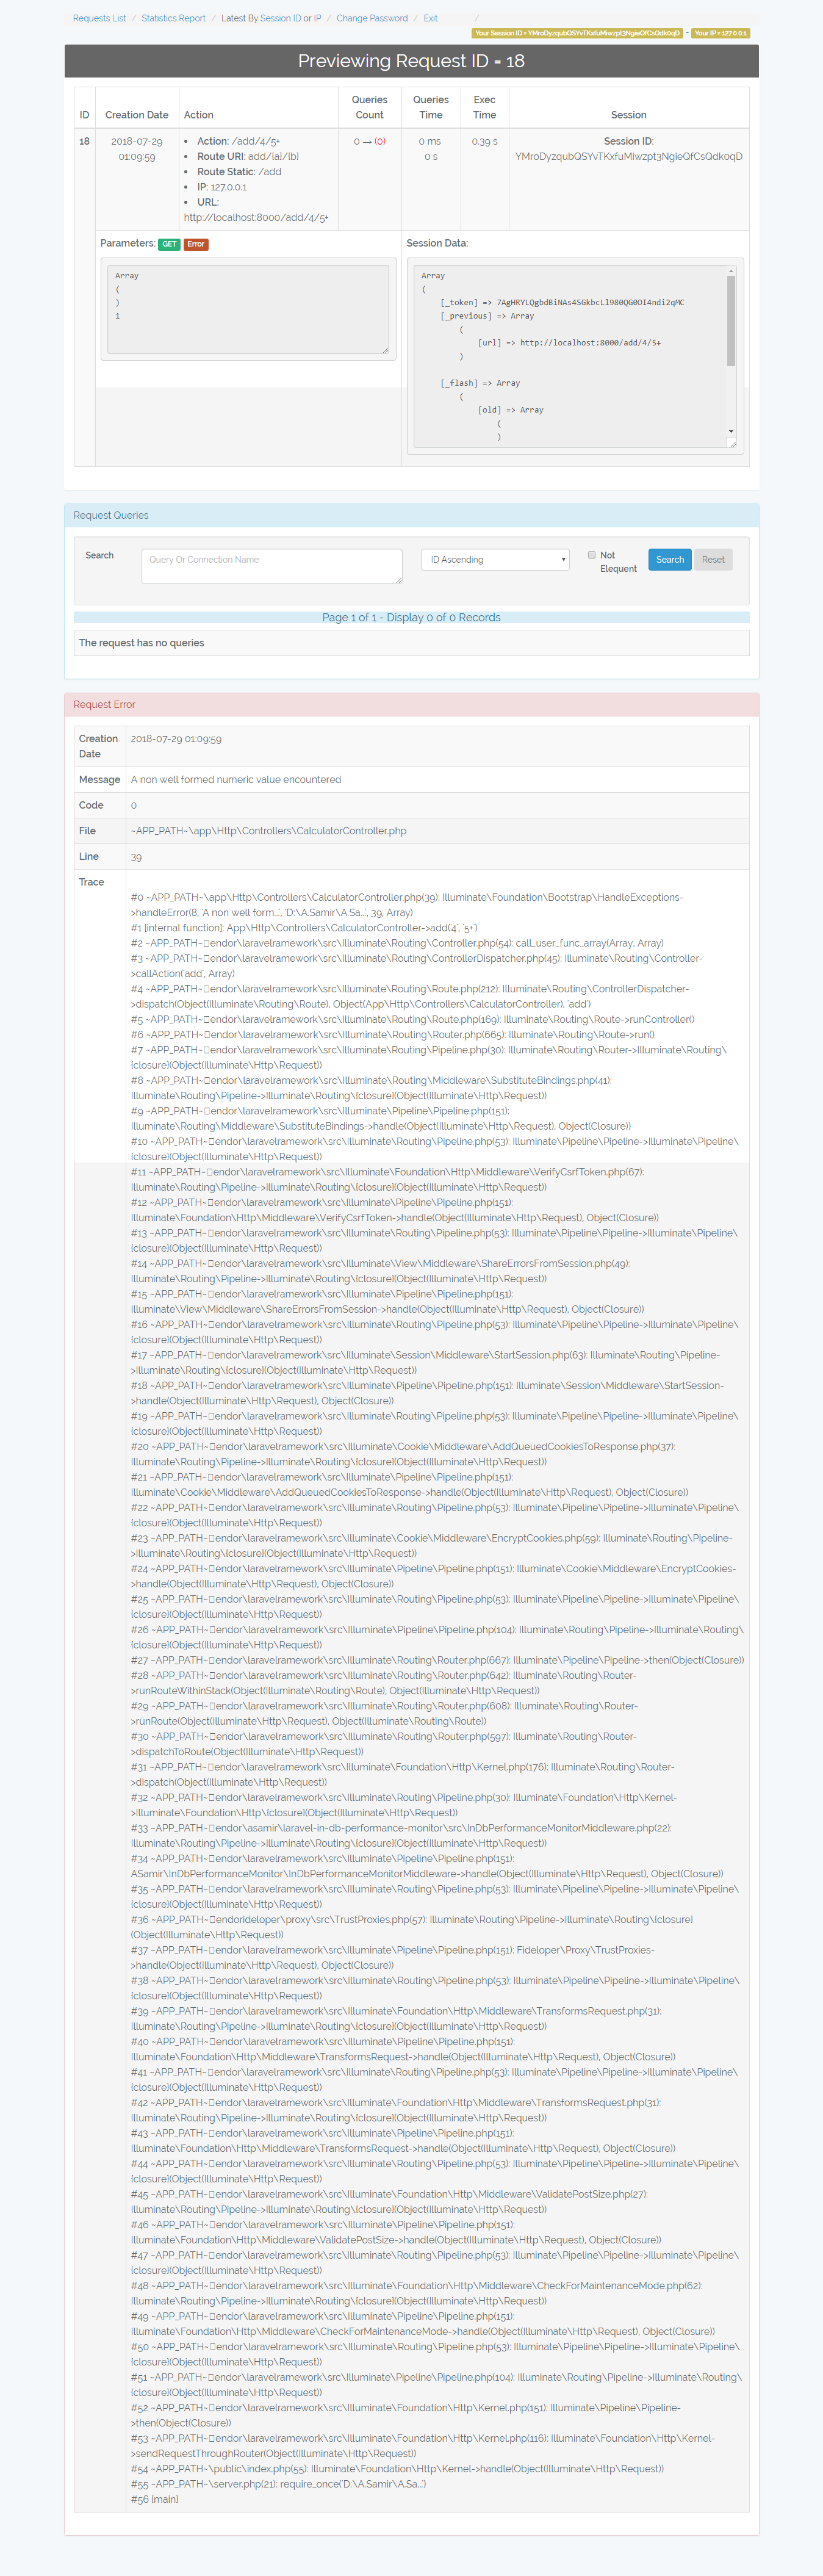 Requests List / Statistics Report / Latest By Session ID or IP / Change Password / Exit /
Your Session ID = YMroDyzqubQSYvTKxfuMiwzpt3NgieQfCsQdk0qD - Your IP = 127.0.0.1
Previewing Request ID = 18
ID Creation Date Action Queries Count Queries Time Exec Time Session
18 2018-07-29 01:09:59
• Action: /add/4/5+
• Route URI: add/{a}/{b}
• Route Static: /add
• IP: 127.0.0.1
• URL:
http://localhost:8000/add/4/5+
0 → (0)
0 ms
0 s
0.39 s
Session ID:
YMroDyzqubQSYvTKxfuMiwzpt3NgieQfCsQdk0qD
Parameters: GET Error
Array
(
)
1
Session Data:
Array
(
[_token] => 7AgHRYLQgbdBiNAs4SGkbcLl980QG0OI4ndi2qMC
[_previous] => Array
(
[url] => http://localhost:8000/add/4/5+
)
[_flash] => Array
(
[old] => Array
(
)
Request Queries
Search Query Or Connection Name ID Ascending Not Elequent Search Reset
Page 1 of 1 - Display 0 of 0 Records
The request has no queries
Request Error
Creation Date 2018-07-29 01:09:59
Message A non well formed numeric value encountered
Code 0
File ~APP_PATH~\app\Http\Controllers\CalculatorController.php
Line 39
Trace
#0 ~APP_PATH~\app\Http\Controllers\CalculatorController.php(39): Illuminate\Foundation\Bootstrap\HandleExceptions-
>handleError(8, 'A non well form...', 'D:\A.Samir\A.Sa...', 39, Array)
#1 [internal function]: App\Http\Controllers\CalculatorController->add('4', '5+')
#2 ~APP_PATH~▯endor\laravelramework\src\Illuminate\Routing\Controller.php(54): call_user_func_array(Array, Array)
#3 ~APP_PATH~▯endor\laravelramework\src\Illuminate\Routing\ControllerDispatcher.php(45): Illuminate\Routing\Controller-
>callAction('add', Array)
#4 ~APP_PATH~▯endor\laravelramework\src\Illuminate\Routing\Route.php(212): Illuminate\Routing\ControllerDispatcher-
>dispatch(Object(Illuminate\Routing\Route), Object(App\Http\Controllers\CalculatorController), 'add')
#5 ~APP_PATH~▯endor\laravelramework\src\Illuminate\Routing\Route.php(169): Illuminate\Routing\Route->runController()
#6 ~APP_PATH~▯endor\laravelramework\src\Illuminate\Routing\Router.php(665): Illuminate\Routing\Route->run()
#7 ~APP_PATH~▯endor\laravelramework\src\Illuminate\Routing\Pipeline.php(30): Illuminate\Routing\Router->Illuminate\Routing\
{closure}(Object(Illuminate\Http\Request))
#8 ~APP_PATH~▯endor\laravelramework\src\Illuminate\Routing\Middleware\SubstituteBindings.php(41):
Illuminate\Routing\Pipeline->Illuminate\Routing\{closure}(Object(Illuminate\Http\Request))
#9 ~APP_PATH~▯endor\laravelramework\src\Illuminate\Pipeline\Pipeline.php(151):
Illuminate\Routing\Middleware\SubstituteBindings->handle(Object(Illuminate\Http\Request), Object(Closure))
#10 ~APP_PATH~▯endor\laravelramework\src\Illuminate\Routing\Pipeline.php(53): Illuminate\Pipeline\Pipeline->Illuminate\Pipeline\
{closure}(Object(Illuminate\Http\Request))
#11 ~APP_PATH~▯endor\laravelramework\src\Illuminate\Foundation\Http\Middleware\VerifyCsrfToken.php(67):
Illuminate\Routing\Pipeline->Illuminate\Routing\{closure}(Object(Illuminate\Http\Request))
#12 ~APP_PATH~▯endor\laravelramework\src\Illuminate\Pipeline\Pipeline.php(151):
Illuminate\Foundation\Http\Middleware\VerifyCsrfToken->handle(Object(Illuminate\Http\Request), Object(Closure))
#13 ~APP_PATH~▯endor\laravelramework\src\Illuminate\Routing\Pipeline.php(53): Illuminate\Pipeline\Pipeline->Illuminate\Pipeline\
{closure}(Object(Illuminate\Http\Request))
#14 ~APP_PATH~▯endor\laravelramework\src\Illuminate\View\Middleware\ShareErrorsFromSession.php(49):
Illuminate\Routing\Pipeline->Illuminate\Routing\{closure}(Object(Illuminate\Http\Request))
#15 ~APP_PATH~▯endor\laravelramework\src\Illuminate\Pipeline\Pipeline.php(151):
Illuminate\View\Middleware\ShareErrorsFromSession->handle(Object(Illuminate\Http\Request), Object(Closure))
#16 ~APP_PATH~▯endor\laravelramework\src\Illuminate\Routing\Pipeline.php(53): Illuminate\Pipeline\Pipeline->Illuminate\Pipeline\
{closure}(Object(Illuminate\Http\Request))
#17 ~APP_PATH~▯endor\laravelramework\src\Illuminate\Session\Middleware\StartSession.php(63): Illuminate\Routing\Pipeline-
>Illuminate\Routing\{closure}(Object(Illuminate\Http\Request))
#18 ~APP_PATH~▯endor\laravelramework\src\Illuminate\Pipeline\Pipeline.php(151): Illuminate\Session\Middleware\StartSession-
>handle(Object(Illuminate\Http\Request), Object(Closure))
#19 ~APP_PATH~▯endor\laravelramework\src\Illuminate\Routing\Pipeline.php(53): Illuminate\Pipeline\Pipeline->Illuminate\Pipeline\
{closure}(Object(Illuminate\Http\Request))
#20 ~APP_PATH~▯endor\laravelramework\src\Illuminate\Cookie\Middleware\AddQueuedCookiesToResponse.php(37):
Illuminate\Routing\Pipeline->Illuminate\Routing\{closure}(Object(Illuminate\Http\Request))
#21 ~APP_PATH~▯endor\laravelramework\src\Illuminate\Pipeline\Pipeline.php(151):
Illuminate\Cookie\Middleware\AddQueuedCookiesToResponse->handle(Object(Illuminate\Http\Request), Object(Closure))
#22 ~APP_PATH~▯endor\laravelramework\src\Illuminate\Routing\Pipeline.php(53): Illuminate\Pipeline\Pipeline->Illuminate\Pipeline\
{closure}(Object(Illuminate\Http\Request))
#23 ~APP_PATH~▯endor\laravelramework\src\Illuminate\Cookie\Middleware\EncryptCookies.php(59): Illuminate\Routing\Pipeline-
>Illuminate\Routing\{closure}(Object(Illuminate\Http\Request))
#24 ~APP_PATH~▯endor\laravelramework\src\Illuminate\Pipeline\Pipeline.php(151): Illuminate\Cookie\Middleware\EncryptCookies-
>handle(Object(Illuminate\Http\Request), Object(Closure))
#25 ~APP_PATH~▯endor\laravelramework\src\Illuminate\Routing\Pipeline.php(53): Illuminate\Pipeline\Pipeline->Illuminate\Pipeline\
{closure}(Object(Illuminate\Http\Request))
#26 ~APP_PATH~▯endor\laravelramework\src\Illuminate\Pipeline\Pipeline.php(104): Illuminate\Routing\Pipeline->Illuminate\Routing\
{closure}(Object(Illuminate\Http\Request))
#27 ~APP_PATH~▯endor\laravelramework\src\Illuminate\Routing\Router.php(667): Illuminate\Pipeline\Pipeline->then(Object(Closure))
#28 ~APP_PATH~▯endor\laravelramework\src\Illuminate\Routing\Router.php(642): Illuminate\Routing\Router-
>runRouteWithinStack(Object(Illuminate\Routing\Route), Object(Illuminate\Http\Request))
#29 ~APP_PATH~▯endor\laravelramework\src\Illuminate\Routing\Router.php(608): Illuminate\Routing\Router-
>runRoute(Object(Illuminate\Http\Request), Object(Illuminate\Routing\Route))
#30 ~APP_PATH~▯endor\laravelramework\src\Illuminate\Routing\Router.php(597): Illuminate\Routing\Router-
>dispatchToRoute(Object(Illuminate\Http\Request))
#31 ~APP_PATH~▯endor\laravelramework\src\Illuminate\Foundation\Http\Kernel.php(176): Illuminate\Routing\Router-
>dispatch(Object(Illuminate\Http\Request))
#32 ~APP_PATH~▯endor\laravelramework\src\Illuminate\Routing\Pipeline.php(30): Illuminate\Foundation\Http\Kernel-
>Illuminate\Foundation\Http\{closure}(Object(Illuminate\Http\Request))
#33 ~APP_PATH~▯endor\asamir\laravel-in-db-performance-monitor\src\InDbPerformanceMonitorMiddleware.php(22):
Illuminate\Routing\Pipeline->Illuminate\Routing\{closure}(Object(Illuminate\Http\Request))
#34 ~APP_PATH~▯endor\laravelramework\src\Illuminate\Pipeline\Pipeline.php(151):
ASamir\InDbPerformanceMonitor\InDbPerformanceMonitorMiddleware->handle(Object(Illuminate\Http\Request), Object(Closure))
#35 ~APP_PATH~▯endor\laravelramework\src\Illuminate\Routing\Pipeline.php(53): Illuminate\Pipeline\Pipeline->Illuminate\Pipeline\
{closure}(Object(Illuminate\Http\Request))
#36 ~APP_PATH~▯endorideloper\proxy\src\TrustProxies.php(57): Illuminate\Routing\Pipeline->Illuminate\Routing\{closure}
(Object(Illuminate\Http\Request))
#37 ~APP_PATH~▯endor\laravelramework\src\Illuminate\Pipeline\Pipeline.php(151): Fideloper\Proxy\TrustProxies-
>handle(Object(Illuminate\Http\Request), Object(Closure))
#38 ~APP_PATH~▯endor\laravelramework\src\Illuminate\Routing\Pipeline.php(53): Illuminate\Pipeline\Pipeline->Illuminate\Pipeline\
{closure}(Object(Illuminate\Http\Request))
#39 ~APP_PATH~▯endor\laravelramework\src\Illuminate\Foundation\Http\Middleware\TransformsRequest.php(31):
Illuminate\Routing\Pipeline->Illuminate\Routing\{closure}(Object(Illuminate\Http\Request))
#40 ~APP_PATH~▯endor\laravelramework\src\Illuminate\Pipeline\Pipeline.php(151):
Illuminate\Foundation\Http\Middleware\TransformsRequest->handle(Object(Illuminate\Http\Request), Object(Closure))
#41 ~APP_PATH~▯endor\laravelramework\src\Illuminate\Routing\Pipeline.php(53): Illuminate\Pipeline\Pipeline->Illuminate\Pipeline\
{closure}(Object(Illuminate\Http\Request))
#42 ~APP_PATH~▯endor\laravelramework\src\Illuminate\Foundation\Http\Middleware\TransformsRequest.php(31):
Illuminate\Routing\Pipeline->Illuminate\Routing\{closure}(Object(Illuminate\Http\Request))
#43 ~APP_PATH~▯endor\laravelramework\src\Illuminate\Pipeline\Pipeline.php(151):
Illuminate\Foundation\Http\Middleware\TransformsRequest->handle(Object(Illuminate\Http\Request), Object(Closure))
#44 ~APP_PATH~▯endor\laravelramework\src\Illuminate\Routing\Pipeline.php(53): Illuminate\Pipeline\Pipeline->Illuminate\Pipeline\
{closure}(Object(Illuminate\Http\Request))
#45 ~APP_PATH~▯endor\laravelramework\src\Illuminate\Foundation\Http\Middleware\ValidatePostSize.php(27):
Illuminate\Routing\Pipeline->Illuminate\Routing\{closure}(Object(Illuminate\Http\Request))
#46 ~APP_PATH~▯endor\laravelramework\src\Illuminate\Pipeline\Pipeline.php(151):
Illuminate\Foundation\Http\Middleware\ValidatePostSize->handle(Object(Illuminate\Http\Request), Object(Closure))
#47 ~APP_PATH~▯endor\laravelramework\src\Illuminate\Routing\Pipeline.php(53): Illuminate\Pipeline\Pipeline->Illuminate\Pipeline\
{closure}(Object(Illuminate\Http\Request))
#48 ~APP_PATH~▯endor\laravelramework\src\Illuminate\Foundation\Http\Middleware\CheckForMaintenanceMode.php(62):
Illuminate\Routing\Pipeline->Illuminate\Routing\{closure}(Object(Illuminate\Http\Request))
#49 ~APP_PATH~▯endor\laravelramework\src\Illuminate\Pipeline\Pipeline.php(151):
Illuminate\Foundation\Http\Middleware\CheckForMaintenanceMode->handle(Object(Illuminate\Http\Request), Object(Closure))
#50 ~APP_PATH~▯endor\laravelramework\src\Illuminate\Routing\Pipeline.php(53): Illuminate\Pipeline\Pipeline->Illuminate\Pipeline\
{closure}(Object(Illuminate\Http\Request))
#51 ~APP_PATH~▯endor\laravelramework\src\Illuminate\Pipeline\Pipeline.php(104): Illuminate\Routing\Pipeline->Illuminate\Routing\
{closure}(Object(Illuminate\Http\Request))
#52 ~APP_PATH~▯endor\laravelramework\src\Illuminate\Foundation\Http\Kernel.php(151): Illuminate\Pipeline\Pipeline-
>then(Object(Closure))
#53 ~APP_PATH~▯endor\laravelramework\src\Illuminate\Foundation\Http\Kernel.php(116): Illuminate\Foundation\Http\Kernel-
>sendRequestThroughRouter(Object(Illuminate\Http\Request))
#54 ~APP_PATH~\public\index.php(55): Illuminate\Foundation\Http\Kernel->handle(Object(Illuminate\Http\Request))
#55 ~APP_PATH~\server.php(21): require_once('D:\A.Samir\A.Sa...')
#56 {main}